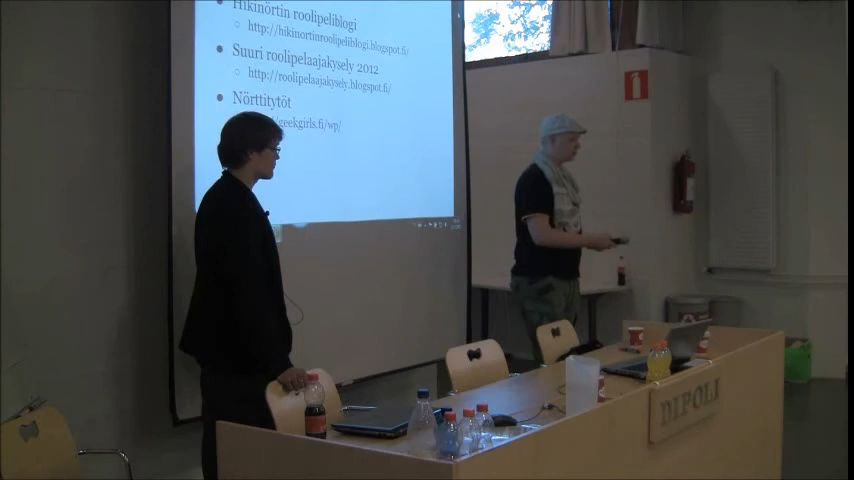 Hikinörtin roolipeliblogi
http://hikinortinroolipeliblogi.blogspot.fi/
Suuri roolipelaajakysely 2012
http://roolipelaajakysely.blogspot.fi/
Nörttitytöt
/geekgirls.fi/wp/
DIPOLI